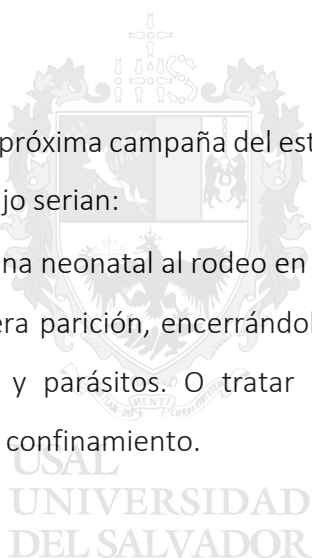 próxima campaña del est
jo serian:
na neonatal al rodeo en
era parición, encerrándol
y parásitos. O tratar
confinamiento.
USAL
UNIVERSIDAD
DEL SALVADOR